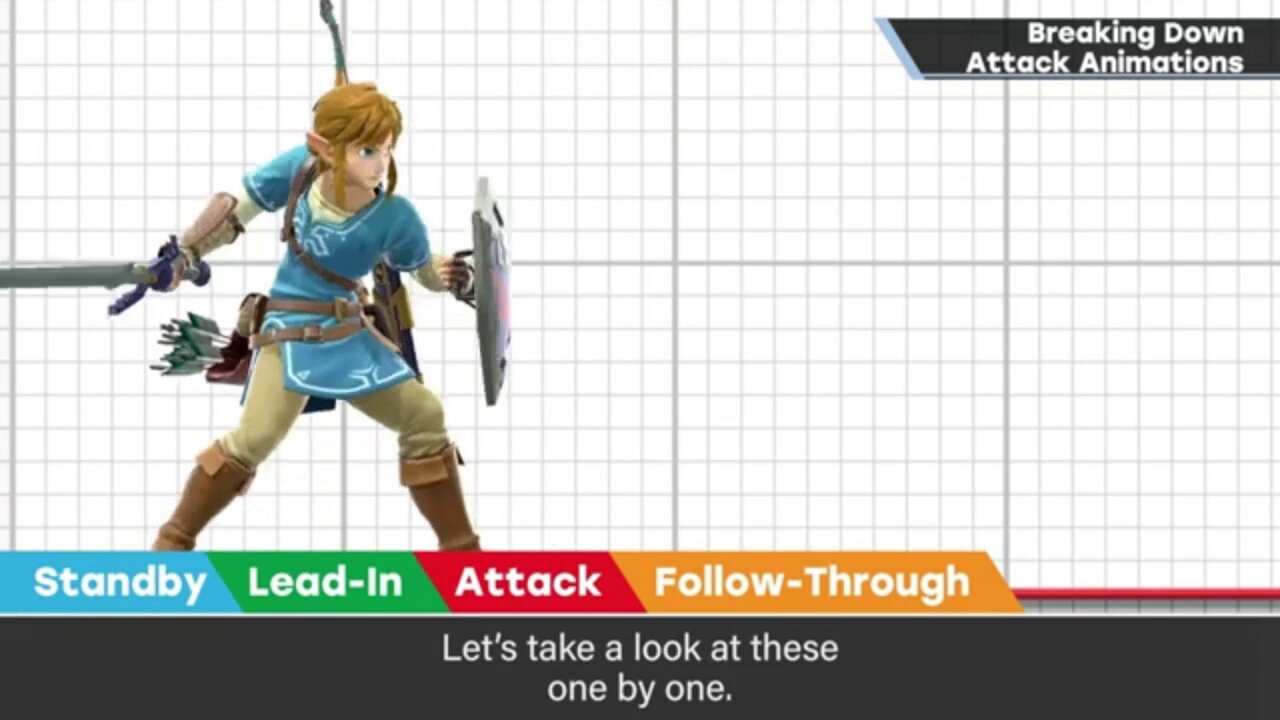 Breaking Down
Attack Animations
Standby
Lead-In
Attack
Follow-Through
Let's take a look at these
one by one.